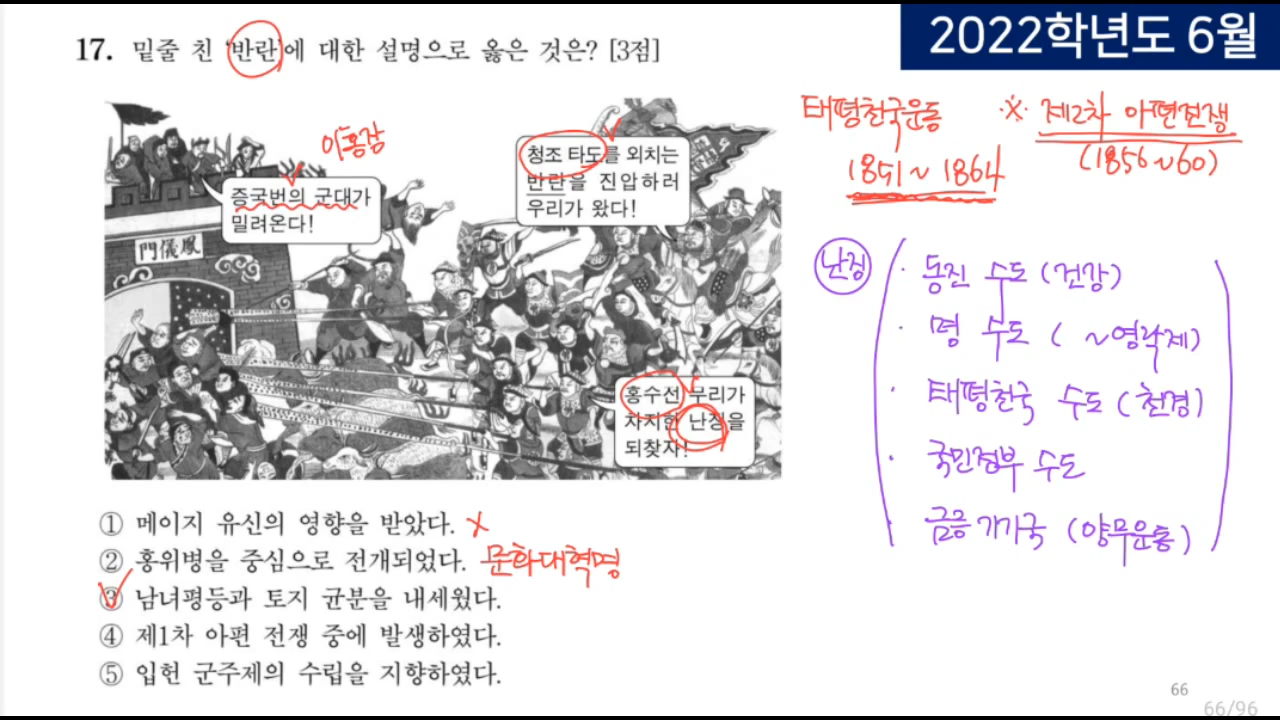 2022학년도 6월
17. 밑줄 친 '반란'에 대한 설명으로 옳은 것은? [3점]
이홍장
증국번의 군대가
밀려온다!
청조 타도를 외치는
반란을 진압하러
우리가 왔다!
門儀鳳
홍수선 무리가
차지한 난징을
되찾자!
① 메이지 유신의 영향을 받았다. X
② 홍위병을 중심으로 전개되었다. 문화대혁명
③ 남녀평등과 토지 균분을 내세웠다.
④ 제1차 아편 전쟁 중에 발생하였다.
⑤ 입헌 군주제의 수립을 지향하였다.
태평천국운동 ※ 제2차 아편전쟁
1851 ~ 1864 (1856 ~ 60)
난징
· 동진 수도 (건강)
· 명 수도 ( ~영락제)
· 태평천국 수도 (천경)
· 국민정부 수도
· 금릉 기기국 (양무운동)
66
66/96